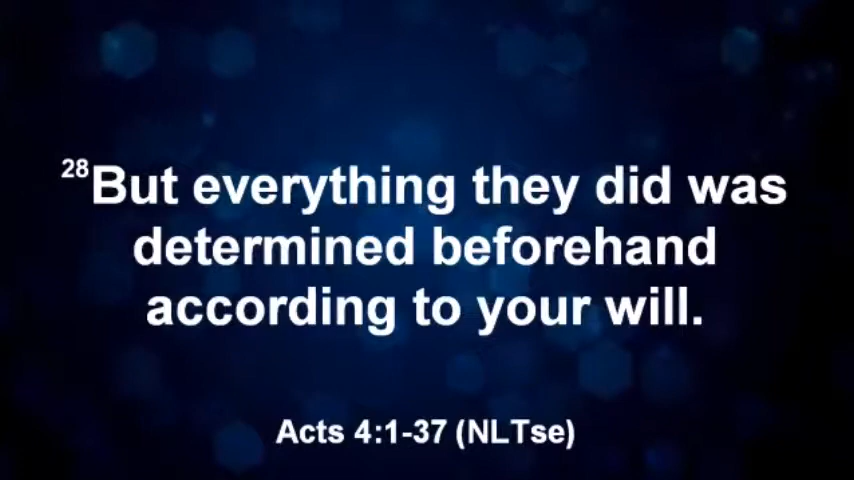 28But everything they did was
determined beforehand
according to your will.
Acts 4:1-37 (NLTse)